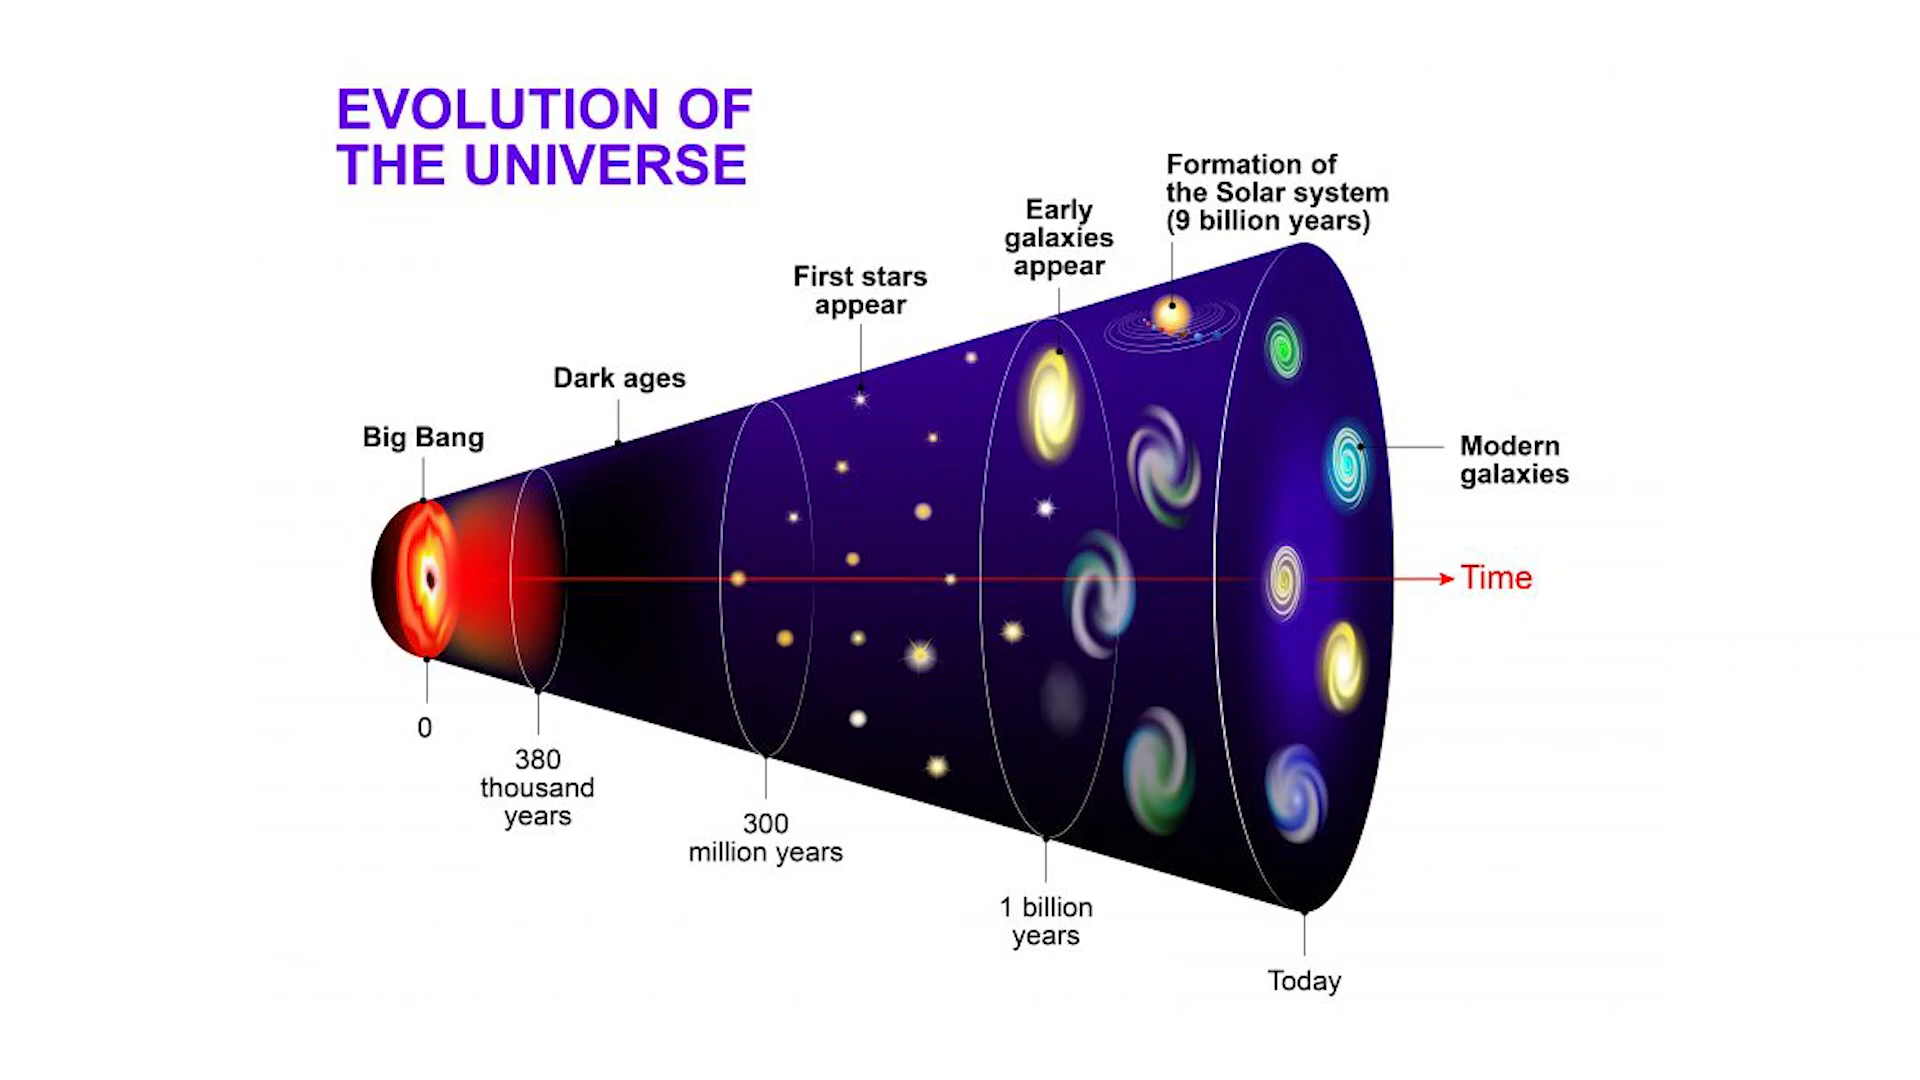 EVOLUTION OF
THE UNIVERSE
Formation of
the Solar system
(9 billion years)
Early
galaxies
appear
First stars
appear
Dark ages
Big Bang
Modern
galaxies
Time
0
380
thousand
years
300
million years
1 billion
years
Today